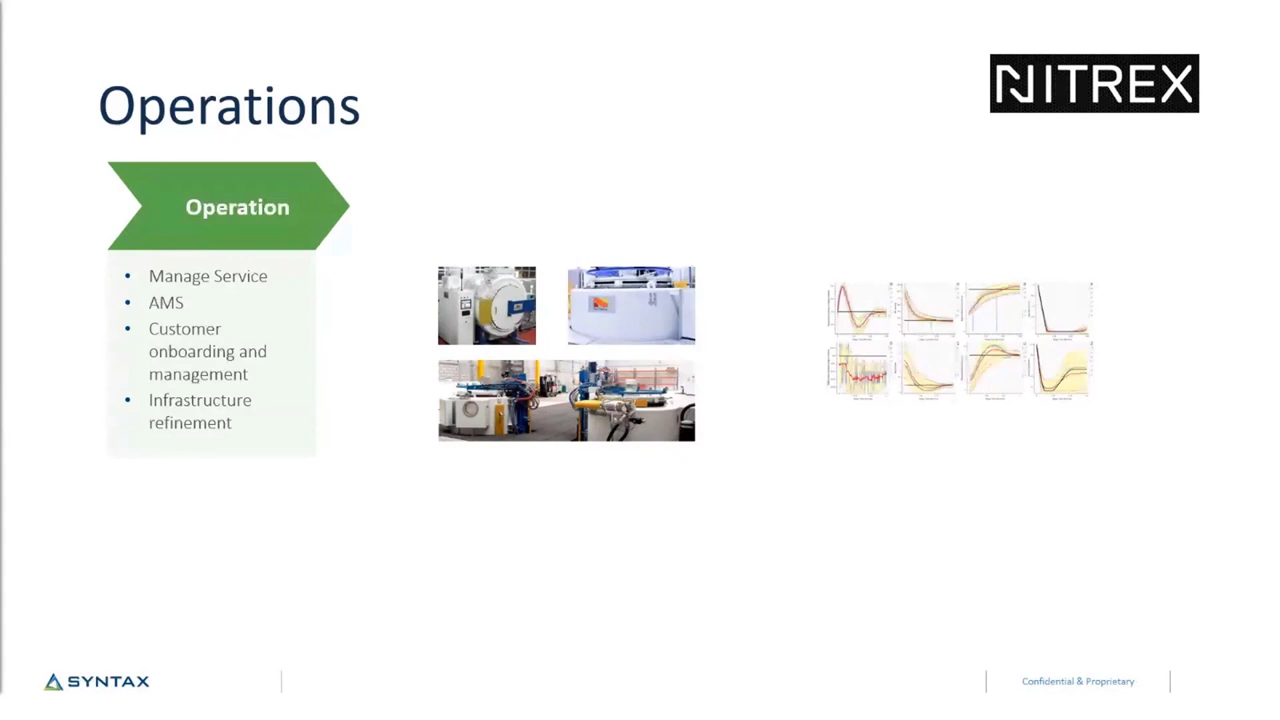 Operations
NITREX
Operation
• Manage Service
• AMS
• Customer
onboarding and
management
• Infrastructure
refinement
SYNTAX
Confidential & Proprietary